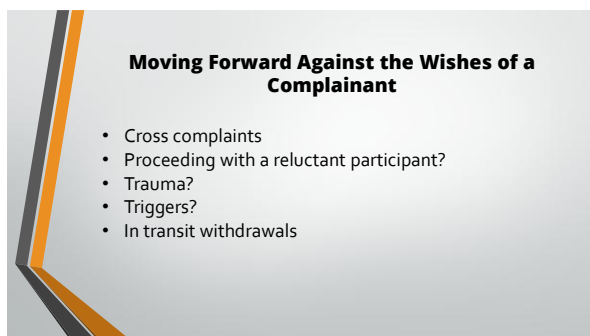 Moving Forward Against the Wishes of a
Complainant
• Cross complaints
• Proceeding with a reluctant participant?
• Trauma?
• Triggers?
• In transit withdrawals